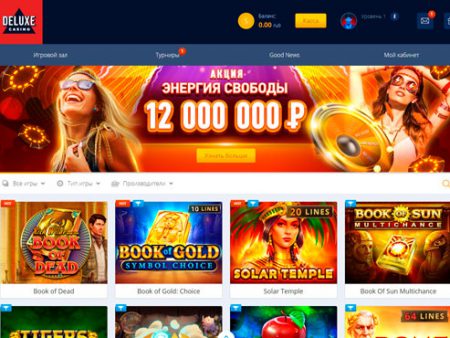 DELUXE
CASINO
Баланс:
0.00 RUB
Касса
Уровень 1
Игровой зал
Турниры
Good News
Мой кабинет
АКЦИЯ
ЭНЕРГИЯ СВОБОДЫ
12 000 000 ₽
Узнать больше
Все игры
Тип игры
Производители
HOT
BOOK
OF
DEAD
10 LINES
BOOK of GOLD
SYMBOL CHOICE
HOT
20 LINES
SOLAR TEMPLE
BOOK OF SUN
MULTICHANCE
Book of Dead
Book of Gold: Choice
Solar Temple
Book Of Sun Multichance
64 LINES